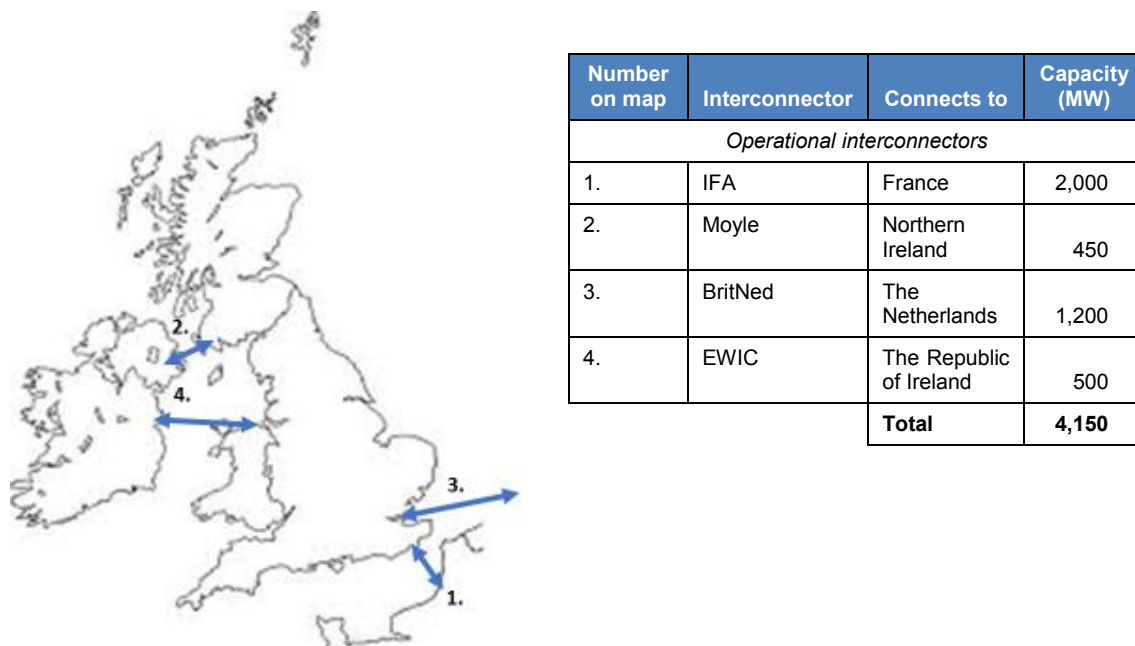 2.
4.
3.
1.
Number on map Interconnector Connects to Capacity (MW)
Operational interconnectors
1. IFA France 2,000
2. Moyle Northern Ireland 450
3. BritNed The Netherlands 1,200
4. EWIC The Republic of Ireland 500
Total 4,150